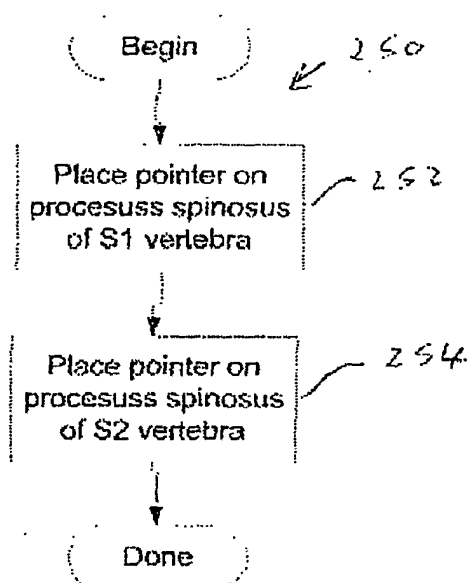 Begin
250
Place pointer on
procesuss spinosus
of S1 vertebra
252
Place pointer on
procesuss spinosus
of S2 vertebra
254
Done